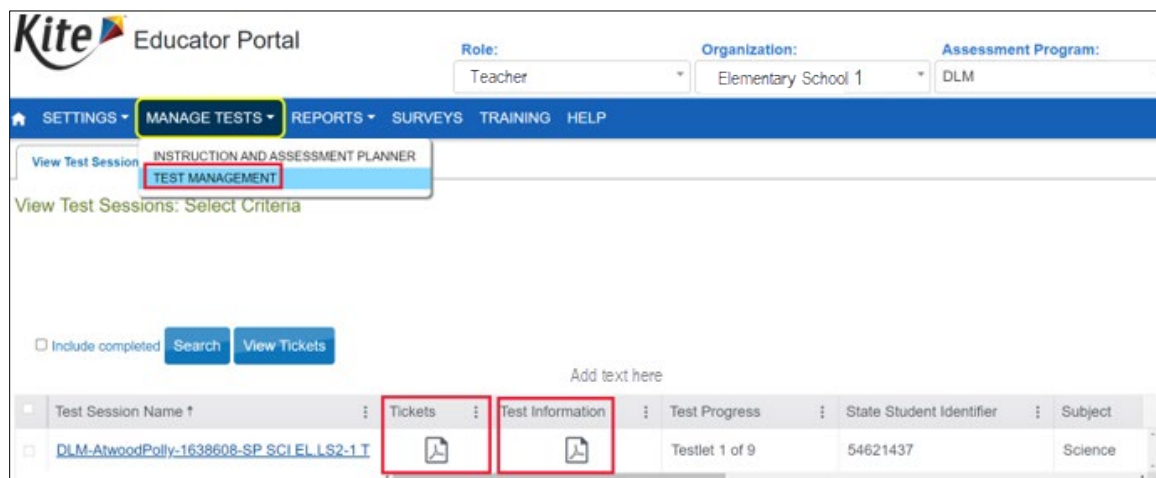 Kite Educator Portal
Role: Organization: Assessment Program:
Teacher Elementary School 1 DLM
SETTINGS MANAGE TESTS REPORTS SURVEYS TRAINING HELP
View Test Session INSTRUCTION AND ASSESSMENT PLANNER
TEST MANAGEMENT
View Test Sessions: Select Criteria
Include completed Search View Tickets
Add text here
Test Session Name ↑ Tickets Test Information Test Progress State Student Identifier Subject
DLM-AtwoodPolly-1638608-SP SCI EL.LS2-1 T Testlet 1 of 9 54621437 Science